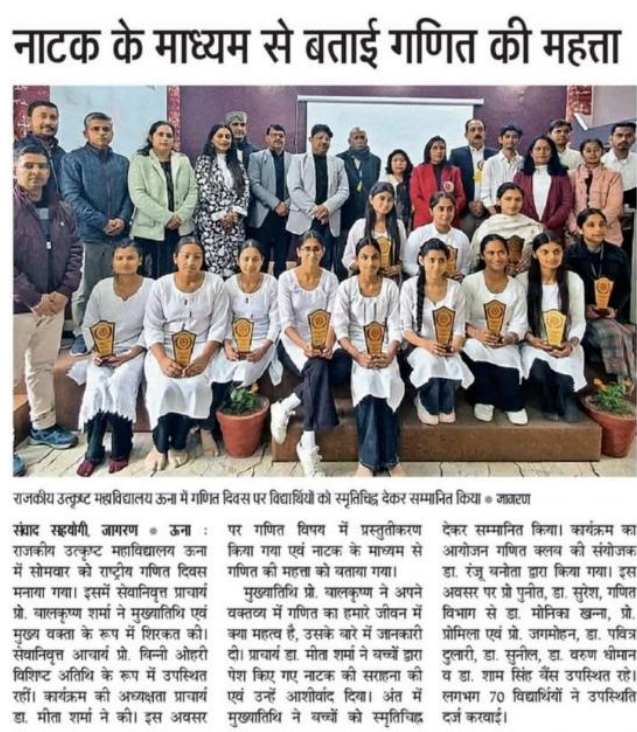 नाटक के माध्यम से बताई गणित की महत्ता
राजकीय उत्कृष्ट महाविद्यालय ऊना में गणित दिवस पर विद्यार्थियों को स्मृतिचिह्न देकर सम्मानित किया ● जागरण
संवाद सहयोगी, जागरण ● ऊना :
राजकीय उत्कृष्ट महाविद्यालय ऊना
में सोमवार को राष्ट्रीय गणित दिवस
मनाया गया। इसमें सेवानिवृत्त प्राचार्य
प्रो. बालकृष्ण शर्मा ने मुख्यातिथि एवं
मुख्य वक्ता के रूप में शिरकत की।
सेवानिवृत्त आचार्य प्रो. बिन्नी ओहरी
विशिष्ट अतिथि के रूप में उपस्थित
रहीं। कार्यक्रम की अध्यक्षता प्राचार्य
डा. मीता शर्मा ने की। इस अवसर
पर गणित विषय में प्रस्तुतीकरण
किया गया एवं नाटक के माध्यम से
गणित की महत्ता को बताया गया।
मुख्यातिथि प्रो. बालकृष्ण ने अपने
वक्तव्य में गणित का हमारे जीवन में
क्या महत्व है, उसके बारे में जानकारी
दी। प्राचार्य डा. मीता शर्मा ने बच्चों द्वारा
पेश किए गए नाटक की सराहना की
एवं उन्हें आशीर्वाद दिया। अंत में
मुख्यातिथि ने बच्चों को स्मृतिचिह्न
देकर सम्मानित किया। कार्यक्रम का
आयोजन गणित क्लब की संयोजक
डा. रंजू बनोता द्वारा किया गया। इस
अवसर पर प्रो पुनीत, डा. सुरेश, गणित
विभाग से डा. मोनिका खन्ना, प्रो.
प्रोमिला एवं प्रो. जगमोहन, डा. पवित्र
दुलारी, डा. सुनील, डा. वरुण धीमान
व डा. शाम सिंह बैंस उपस्थित रहे।
लगभग 70 विद्यार्थियों ने उपस्थिति
दर्ज करवाई।